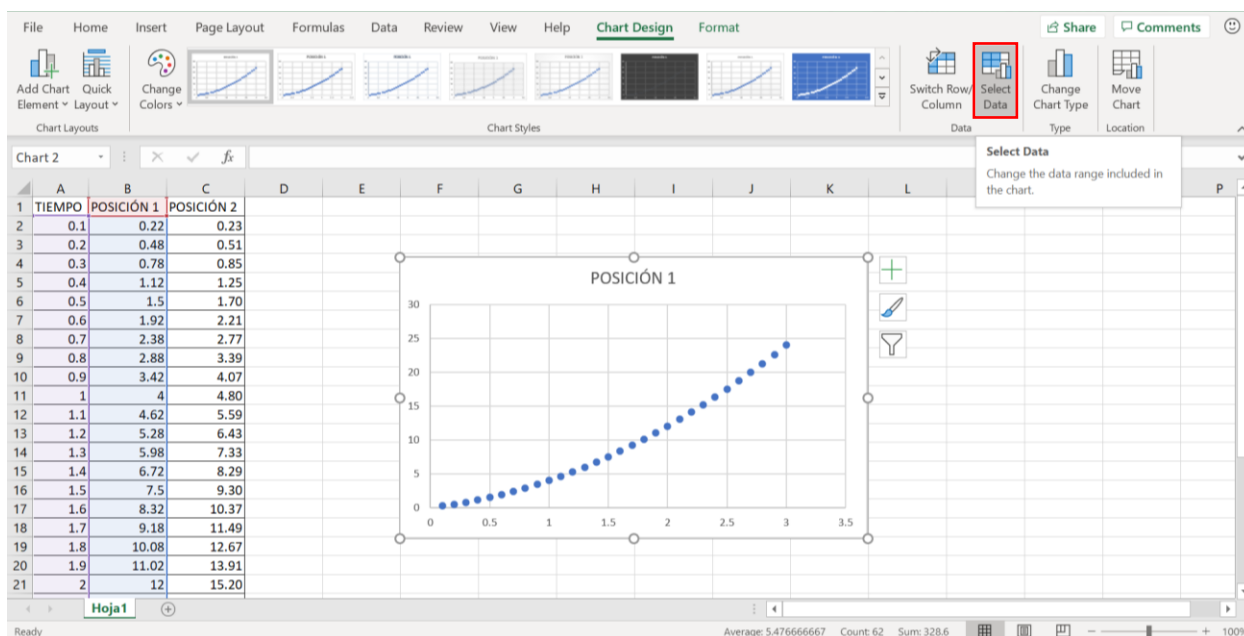 File Home Insert Page Layout Formulas Data Review View Help Chart Design Format Share Comments
Add Chart Element
Quick Layout
Change Colors
Switch Row/ Column
Select Data
Change Chart Type
Move Chart
Chart Layouts Chart Styles Data Type Location
Chart 2 fx
Select Data
Change the data range included in
the chart.
A B C D E F G H I J K L P
1 TIEMPO POSICIÓN 1 POSICIÓN 2
2 0.1 0.22 0.23
3 0.2 0.48 0.51
4 0.3 0.78 0.85
5 0.4 1.12 1.25
6 0.5 1.5 1.70
7 0.6 1.92 2.21
8 0.7 2.38 2.77
9 0.8 2.88 3.39
10 0.9 3.42 4.07
11 1 4 4.80
12 1.1 4.62 5.59
13 1.2 5.28 6.43
14 1.3 5.98 7.33
15 1.4 6.72 8.29
16 1.5 7.5 9.30
17 1.6 8.32 10.37
18 1.7 9.18 11.49
19 1.8 10.08 12.67
20 1.9 11.02 13.91
21 2 12 15.20
POSICIÓN 1
30
25
20
15
10
5
0
0 0.5 1 1.5 2 2.5 3 3.5
Hoja1
Ready Average: 5.476666667 Count: 62 Sum: 328.6 100%